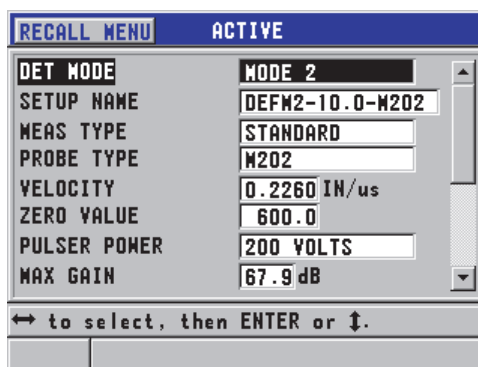 RECALL MENU ACTIVE
DET MODE MODE 2
SETUP NAME DEFM2-10.0-M202
MEAS TYPE STANDARD
PROBE TYPE M202
VELOCITY 0.2260 IN/us
ZERO VALUE 600.0
PULSER POWER 200 VOLTS
MAX GAIN 67.9 dB
↔ to select, then ENTER or ↕.